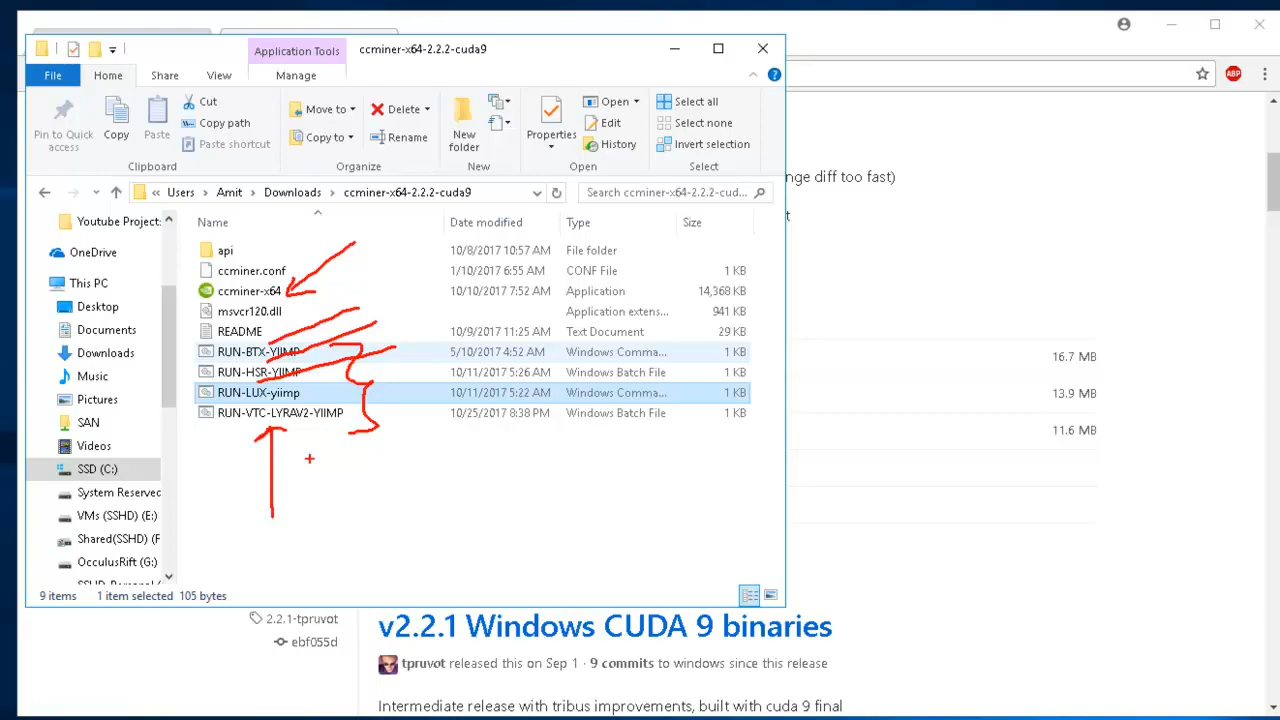 Application Tools
ccminer-x64-2.2.2-cuda9
File
Home
Share
View
Manage
ABP
Pin to Quick access
Copy
Paste
Cut
Copy path
Paste shortcut
Clipboard
Move to
Copy to
Delete
Rename
Organize
New folder
New
Properties
Open
Edit
History
Open
Select all
Select none
Invert selection
Select
« Users > Amit > Downloads > ccminer-x64-2.2.2-cuda9
Search ccminer-x64-2.2.2-cud...
nge diff too fast)
t
Name Date modified Type Size
Youtube Project:
OneDrive
This PC
Desktop
Documents
Downloads
Music
Pictures
SAN
Videos
SSD (C:)
System Reserved
VMs (SSHD) (E:)
Shared(SSHD) (F
OcculusRift (G:)
api 10/8/2017 10:57 AM File folder
ccminer.conf 1/10/2017 6:55 AM CONF File 1 KB
ccminer-x64 10/10/2017 7:52 AM Application 14,368 KB
msvcr120.dll 10/10/2017 7:52 AM Application extens... 941 KB
README 10/9/2017 11:25 AM Text Document 29 KB
RUN-BTX-YIIMP 5/10/2017 4:52 AM Windows Comma... 1 KB
RUN-HSR-YIIMP 10/11/2017 5:26 AM Windows Batch File 1 KB
RUN-LUX-yiimp 10/11/2017 5:22 AM Windows Comma... 1 KB
RUN-VTC-LYRAV2-YIIMP 10/25/2017 8:38 PM Windows Batch File 1 KB
16.7 MB
13.9 MB
11.6 MB
9 items 1 item selected 105 bytes
2.2.1-tpruvot
ebf055d
v2.2.1 Windows CUDA 9 binaries
tpruvot released this on Sep 1 · 9 commits to windows since this release
Intermediate release with tribus improvements, built with cuda 9 final